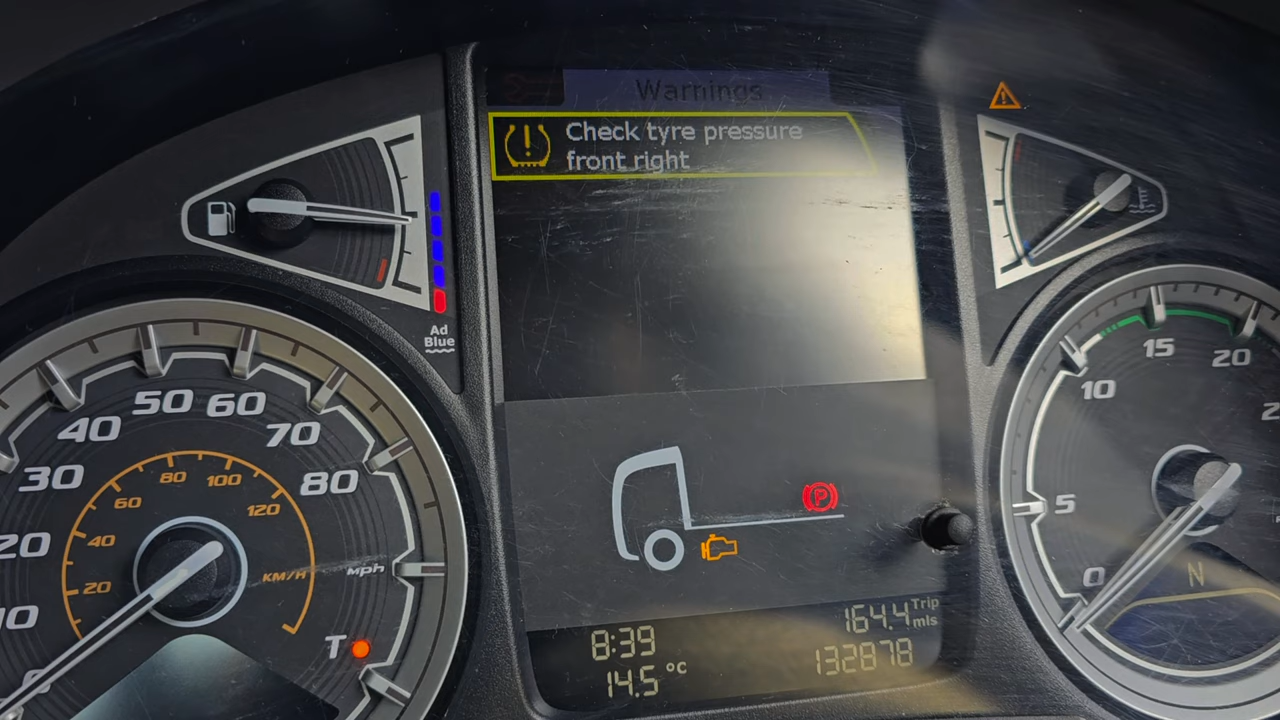 Warnings
Check tyre pressure
front right
Ad
Blue
50
60
40
70
30
80
20
10
0
80
100
60
120
40
20
KM/H
mph
T
P
15
20
10
5
0
N
8:39
14.5 °C
164.4 Trip
mls
132878